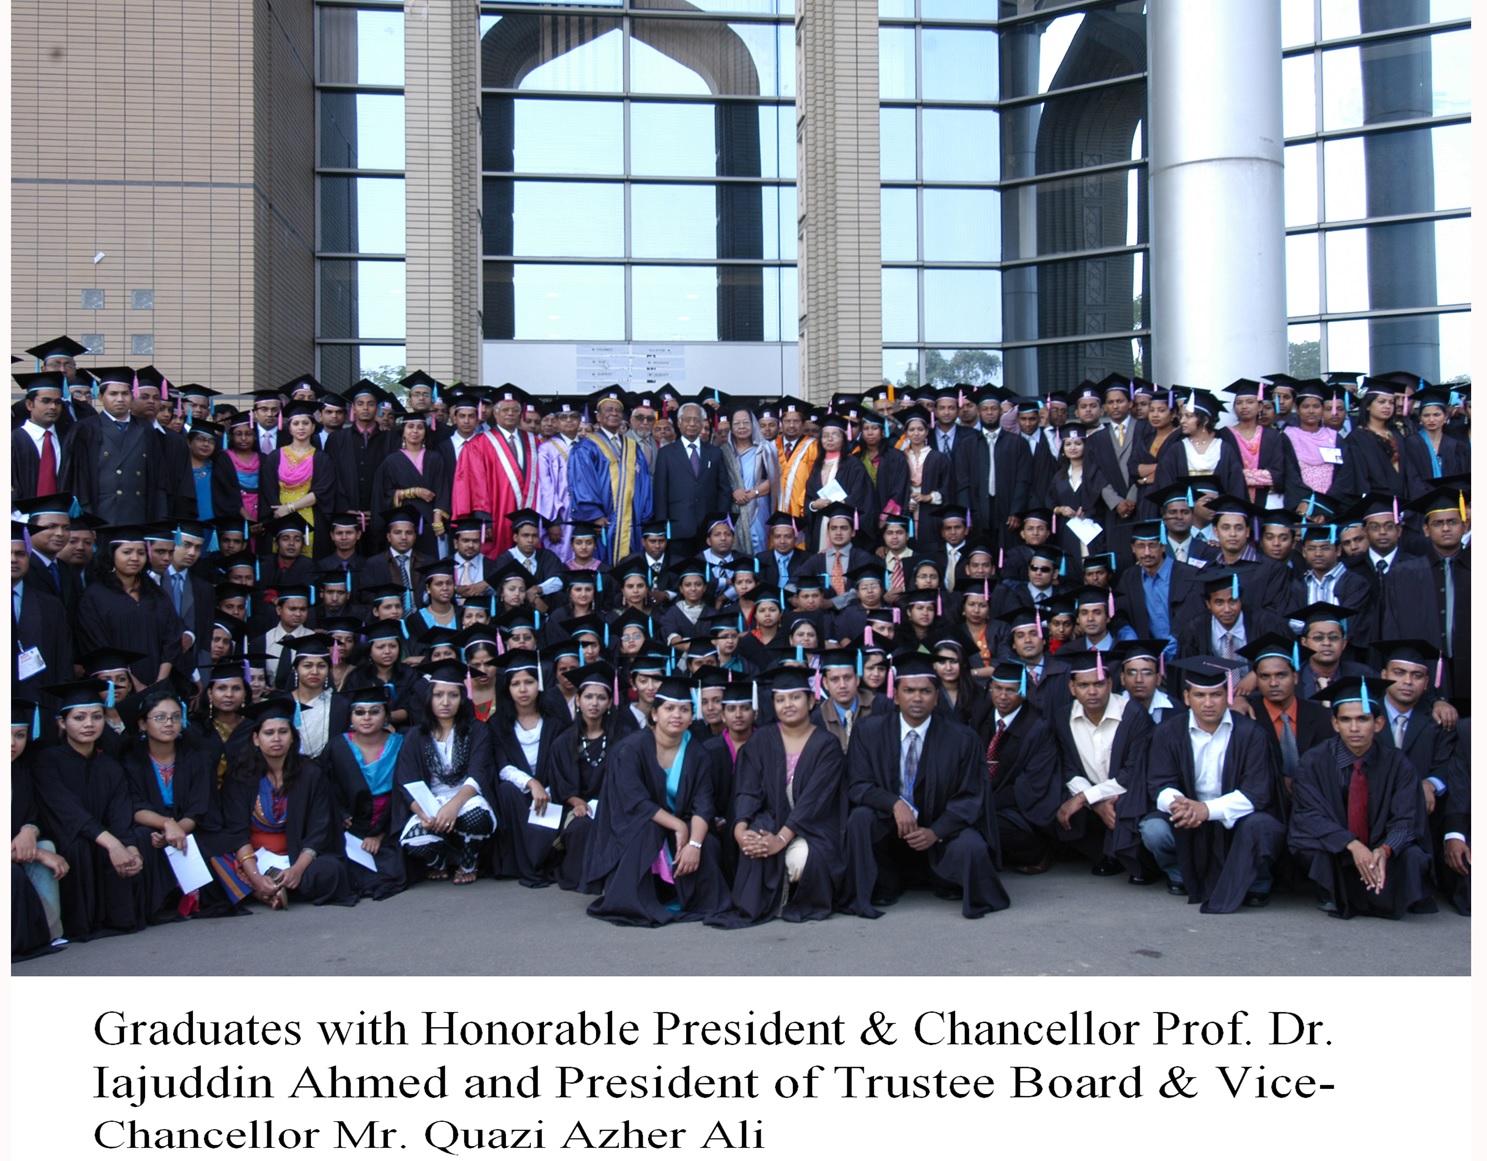 Graduates with Honorable President & Chancellor Prof. Dr.
Iajuddin Ahmed and President of Trustee Board & Vice-
Chancellor Mr. Quazi Azher Ali